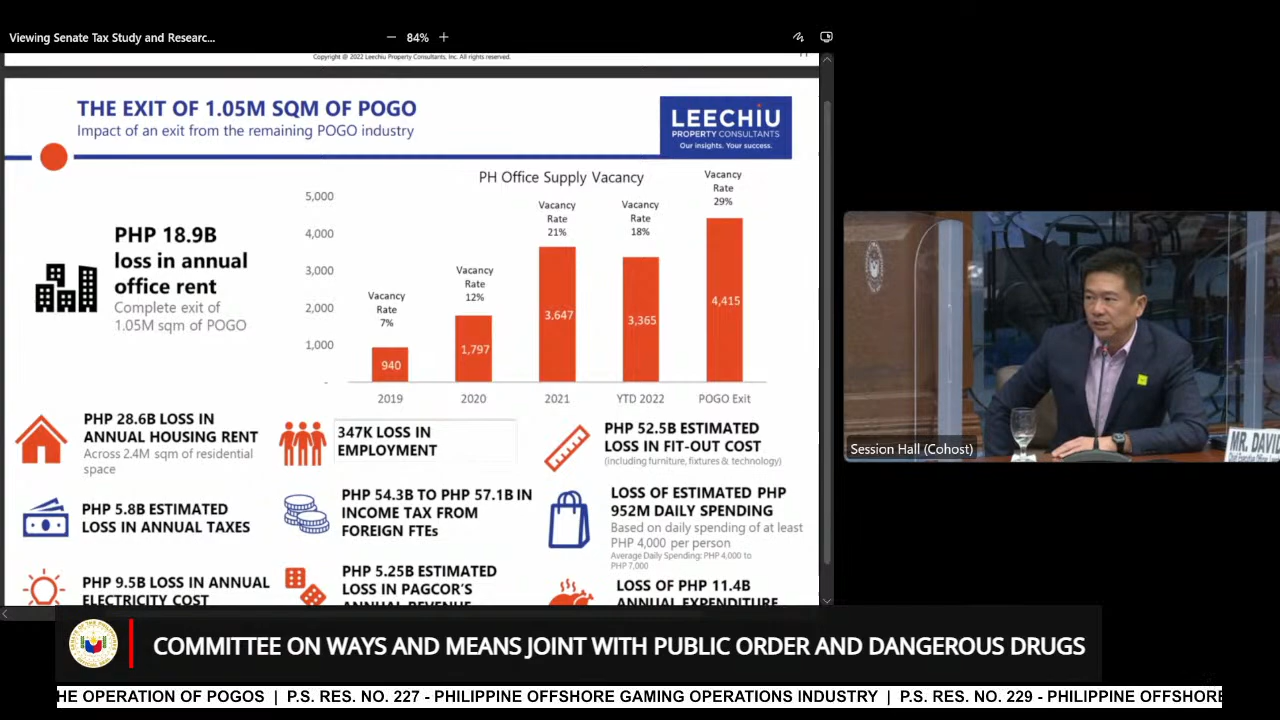 Viewing Senate Tax Study and Researc...
84%
Copyright @ 2022 Leechiu Property Consultants, Inc. All rights reserved.
THE EXIT OF 1.05M SQM OF POGO
Impact of an exit from the remaining POGO industry
LEECHIU
PROPERTY CONSULTANTS
Our insights. Your success.
PHP 18.9B
loss in annual
office rent
Complete exit of
1.05M sqm of POGO
PH Office Supply Vacancy
5,000
4,000
3,000
2,000
1,000
-
Vacancy
Rate
7%
Vacancy
Rate
12%
Vacancy
Rate
21%
Vacancy
Rate
18%
Vacancy
Rate
29%
940
1,797
3,647
3,365
4,415
2019
2020
2021
YTD 2022
POGO Exit
PHP 28.6B LOSS IN
ANNUAL HOUSING RENT
Across 2.4M sqm of residential
space
347K LOSS IN
EMPLOYMENT
PHP 52.5B ESTIMATED
LOSS IN FIT-OUT COST
(including furniture, fixtures & technology)
PHP 5.8B ESTIMATED
LOSS IN ANNUAL TAXES
PHP 54.3B TO PHP 57.1B IN
INCOME TAX FROM
FOREIGN FTEs
LOSS OF ESTIMATED PHP
952M DAILY SPENDING
Based on daily spending of at least
PHP 4,000 per person
Average Daily Spending: PHP 4,000 to
PHP 7,000
PHP 9.5B LOSS IN ANNUAL
ELECTRICITY COST
PHP 5.25B ESTIMATED
LOSS IN PAGCOR'S
ANNUAL REVENUE
LOSS OF PHP 11.4B
ANNUAL EXPENDITURE
Session Hall (Cohost)
MR. DAVID
COMMITTEE ON WAYS AND MEANS JOINT WITH PUBLIC ORDER AND DANGEROUS DRUGS
HE OPERATION OF POGOS | P.S. RES. NO. 227 - PHILIPPINE OFFSHORE GAMING OPERATIONS INDUSTRY | P.S. RES. NO. 229 - PHILIPPINE OFFSHORE